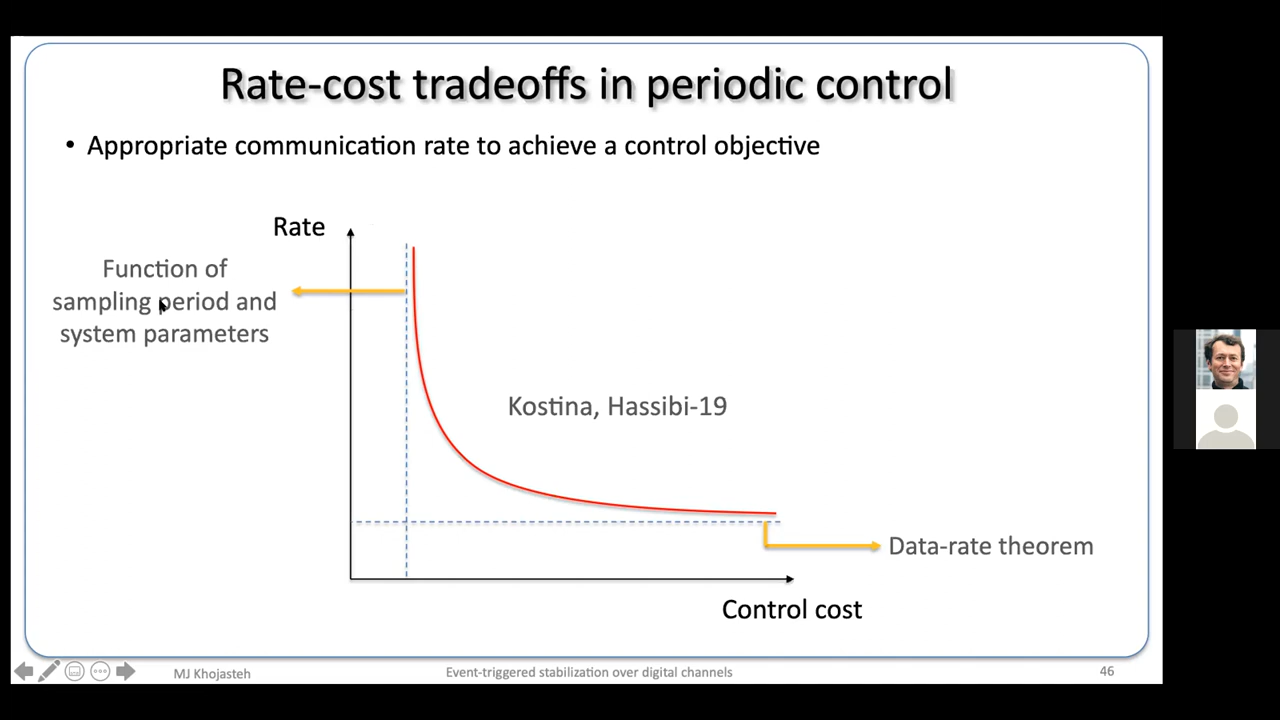 Rate-cost tradeoffs in periodic control
• Appropriate communication rate to achieve a control objective
Rate
Function of
sampling period and
system parameters
Kostina, Hassibi-19
Data-rate theorem
Control cost
MJ Khojasteh
Event-triggered stabilization over digital channels
46